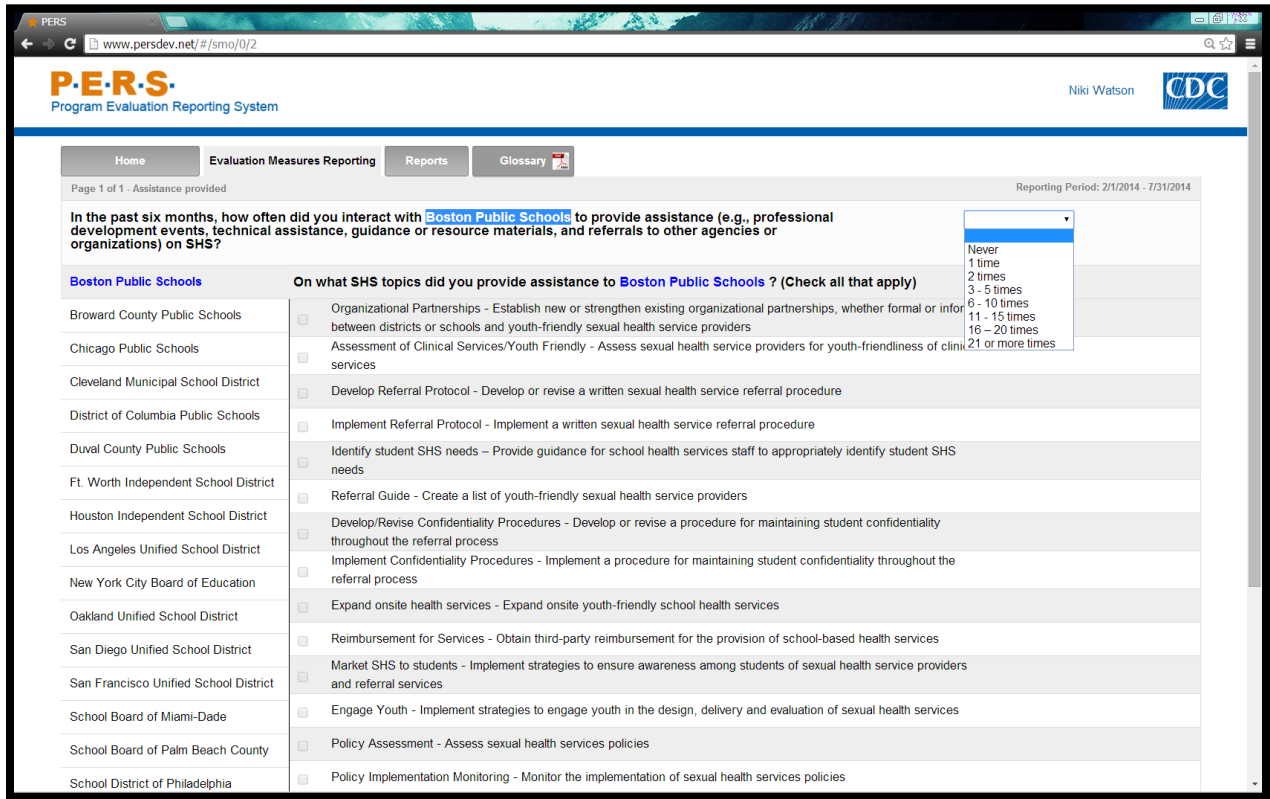 PERS
www.persdev.net/#/smo/0/2
P·E·R·S·
Program Evaluation Reporting System
Niki Watson
CDC
Home
Evaluation Measures Reporting
Reports
Glossary
Page 1 of 1 - Assistance provided
Reporting Period: 2/1/2014 - 7/31/2014
In the past six months, how often did you interact with Boston Public Schools to provide assistance (e.g., professional
development events, technical assistance, guidance or resource materials, and referrals to other agencies or
organizations) on SHS?
Never
1 time
2 times
3 - 5 times
6 - 10 times
11 - 15 times
16 – 20 times
21 or more times
Boston Public Schools
Broward County Public Schools
Chicago Public Schools
Cleveland Municipal School District
District of Columbia Public Schools
Duval County Public Schools
Ft. Worth Independent School District
Houston Independent School District
Los Angeles Unified School District
New York City Board of Education
Oakland Unified School District
San Diego Unified School District
San Francisco Unified School District
School Board of Miami-Dade
School Board of Palm Beach County
School District of Philadelphia
On what SHS topics did you provide assistance to Boston Public Schools ? (Check all that apply)
Organizational Partnerships - Establish new or strengthen existing organizational partnerships, whether formal or infor
between districts or schools and youth-friendly sexual health service providers
Assessment of Clinical Services/Youth Friendly - Assess sexual health service providers for youth-friendliness of clinic
services
Develop Referral Protocol - Develop or revise a written sexual health service referral procedure
Implement Referral Protocol - Implement a written sexual health service referral procedure
Identify student SHS needs – Provide guidance for school health services staff to appropriately identify student SHS
needs
Referral Guide - Create a list of youth-friendly sexual health service providers
Develop/Revise Confidentiality Procedures - Develop or revise a procedure for maintaining student confidentiality
throughout the referral process
Implement Confidentiality Procedures - Implement a procedure for maintaining student confidentiality throughout the
referral process
Expand onsite health services - Expand onsite youth-friendly school health services
Reimbursement for Services - Obtain third-party reimbursement for the provision of school-based health services
Market SHS to students - Implement strategies to ensure awareness among students of sexual health service providers
and referral services
Engage Youth - Implement strategies to engage youth in the design, delivery and evaluation of sexual health services
Policy Assessment - Assess sexual health services policies
Policy Implementation Monitoring - Monitor the implementation of sexual health services policies